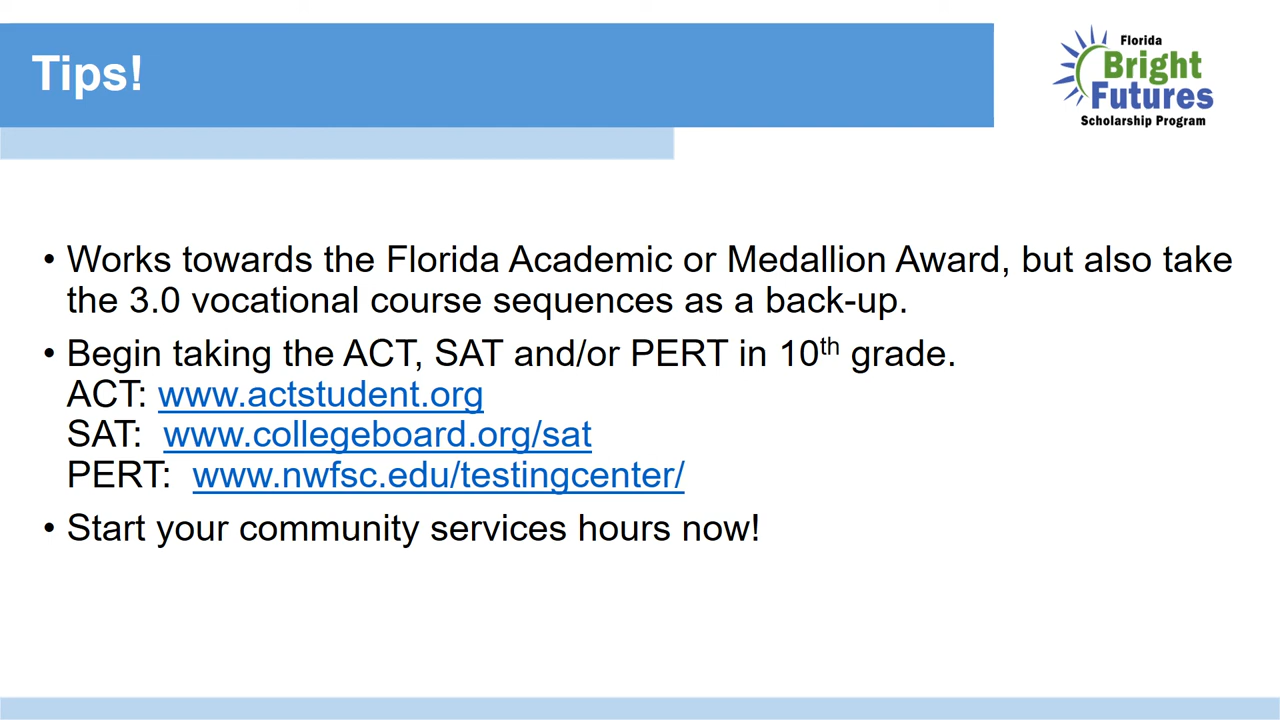 Tips!
Florida
Bright
Futures
Scholarship Program
• Works towards the Florida Academic or Medallion Award, but also take
the 3.0 vocational course sequences as a back-up.
• Begin taking the ACT, SAT and/or PERT in 10th grade.
ACT: www.actstudent.org
SAT: www.collegeboard.org/sat
PERT: www.nwfsc.edu/testingcenter/
• Start your community services hours now!